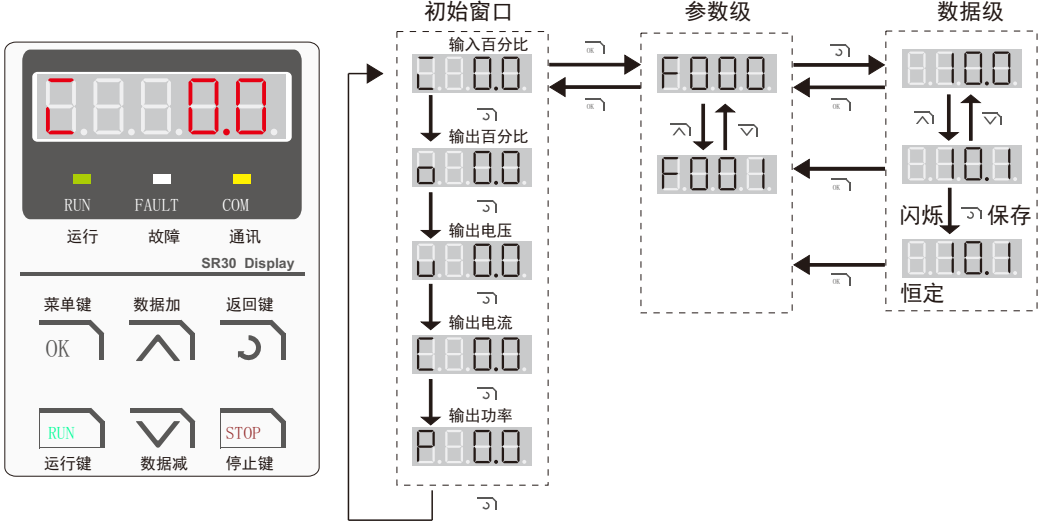 初始窗口
参数级
数据级
0.0
RUN
FAULT
COM
运行
故障
通讯
SR30 Display
菜单键
数据加
返回键
OK
RUN
STOP
运行键
数据减
停止键
输入百分比
0.0
输出百分比
o 0.0
输出电压
u 0.0
输出电流
C 0.0
输出功率
P 0.0
OK
OK
F000
F001
OK
OK
OK
10.0
10.1
闪烁
保存
10.1
恒定